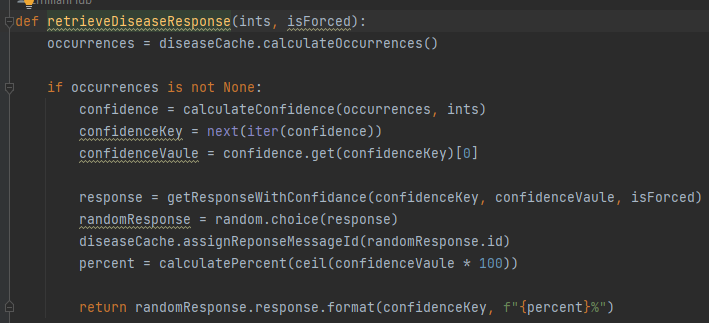 def retrieveDiseaseResponse(ints, isForced):
    occurrences = diseaseCache.calculateOccurrences()
    if occurrences is not None:
        confidence = calculateConfidence(occurrences, ints)
        confidenceKey = next(iter(confidence))
        confidenceVaule = confidence.get(confidenceKey)[0]
        response = getResponseWithConfidance(confidenceKey, confidenceVaule, isForced)
        randomResponse = random.choice(response)
        diseaseCache.assignReponseMessageId(randomResponse.id)
        percent = calculatePercent(ceil(confidenceVaule * 100))
        return randomResponse.response.format(confidenceKey, f"{percent}%")